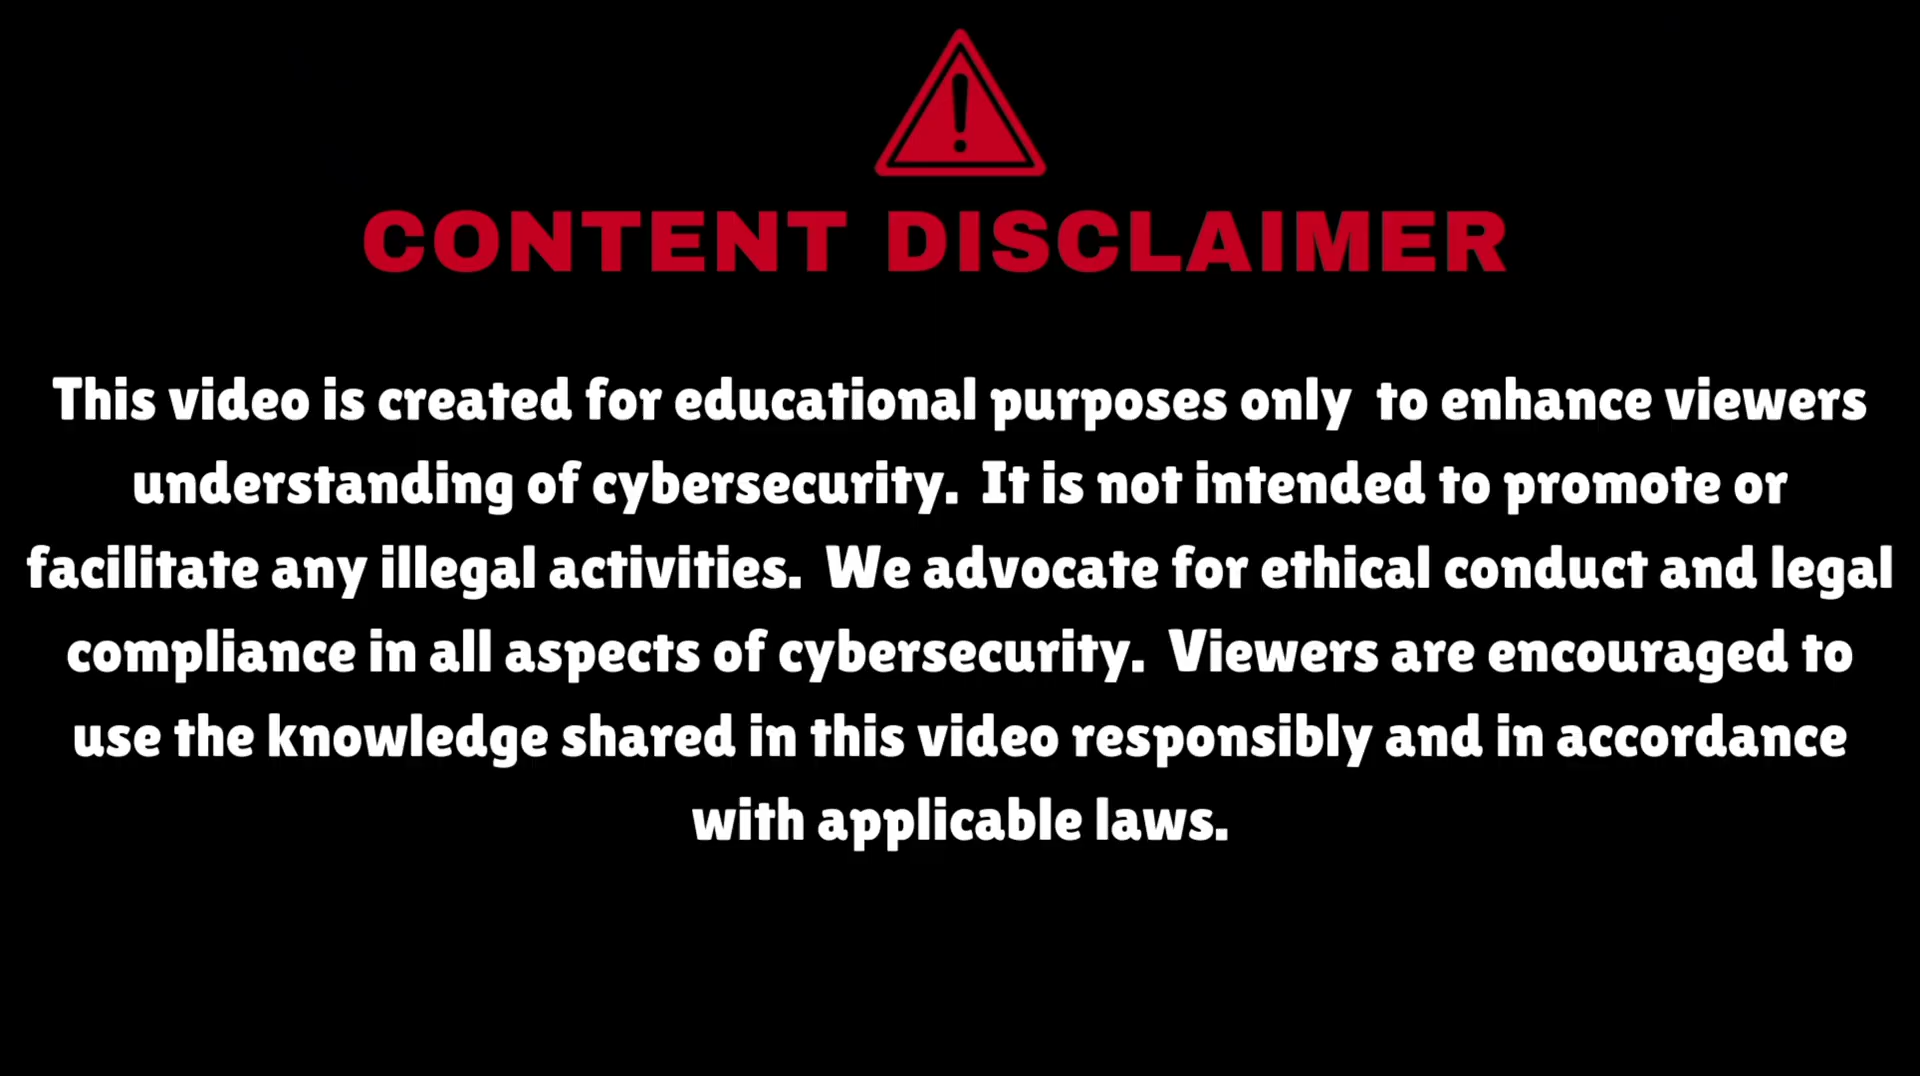 CONTENT DISCLAIMER
This video is created for educational purposes only  to enhance viewers
understanding of cybersecurity.  It is not intended to promote or
facilitate any illegal activities.  We advocate for ethical conduct and legal
compliance in all aspects of cybersecurity.  Viewers are encouraged to
use the knowledge shared in this video responsibly and in accordance
with applicable laws.